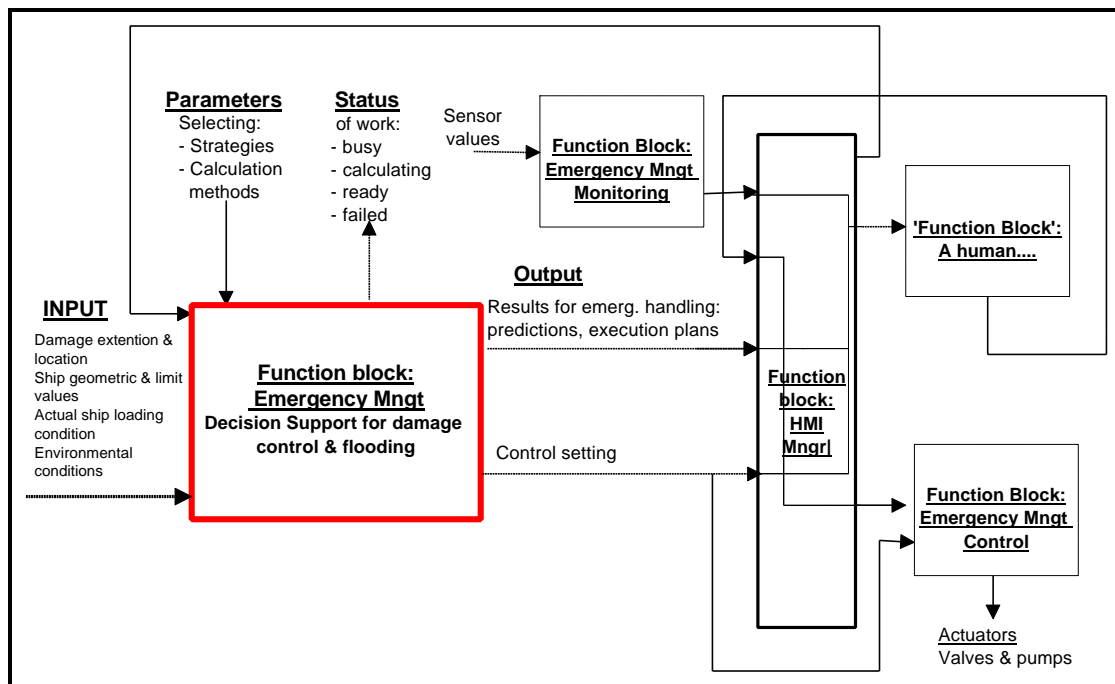 Parameters
Selecting:
- Strategies
- Calculation
methods
Status
of work:
- busy
- calculating
- ready
- failed
Sensor
values
Function Block:
Emergency Mngt
Monitoring
'Function Block':
A human....
INPUT
Damage extention &
location
Ship geometric & limit
values
Actual ship loading
condition
Environmental
conditions
Function block:
Emergency Mngt
Decision Support for damage
control & flooding
Output
Results for emerg. handling:
predictions, execution plans
Control setting
Function
block:
HMI
Mngr|
Function Block:
Emergency Mngt
Control
Actuators
Valves & pumps